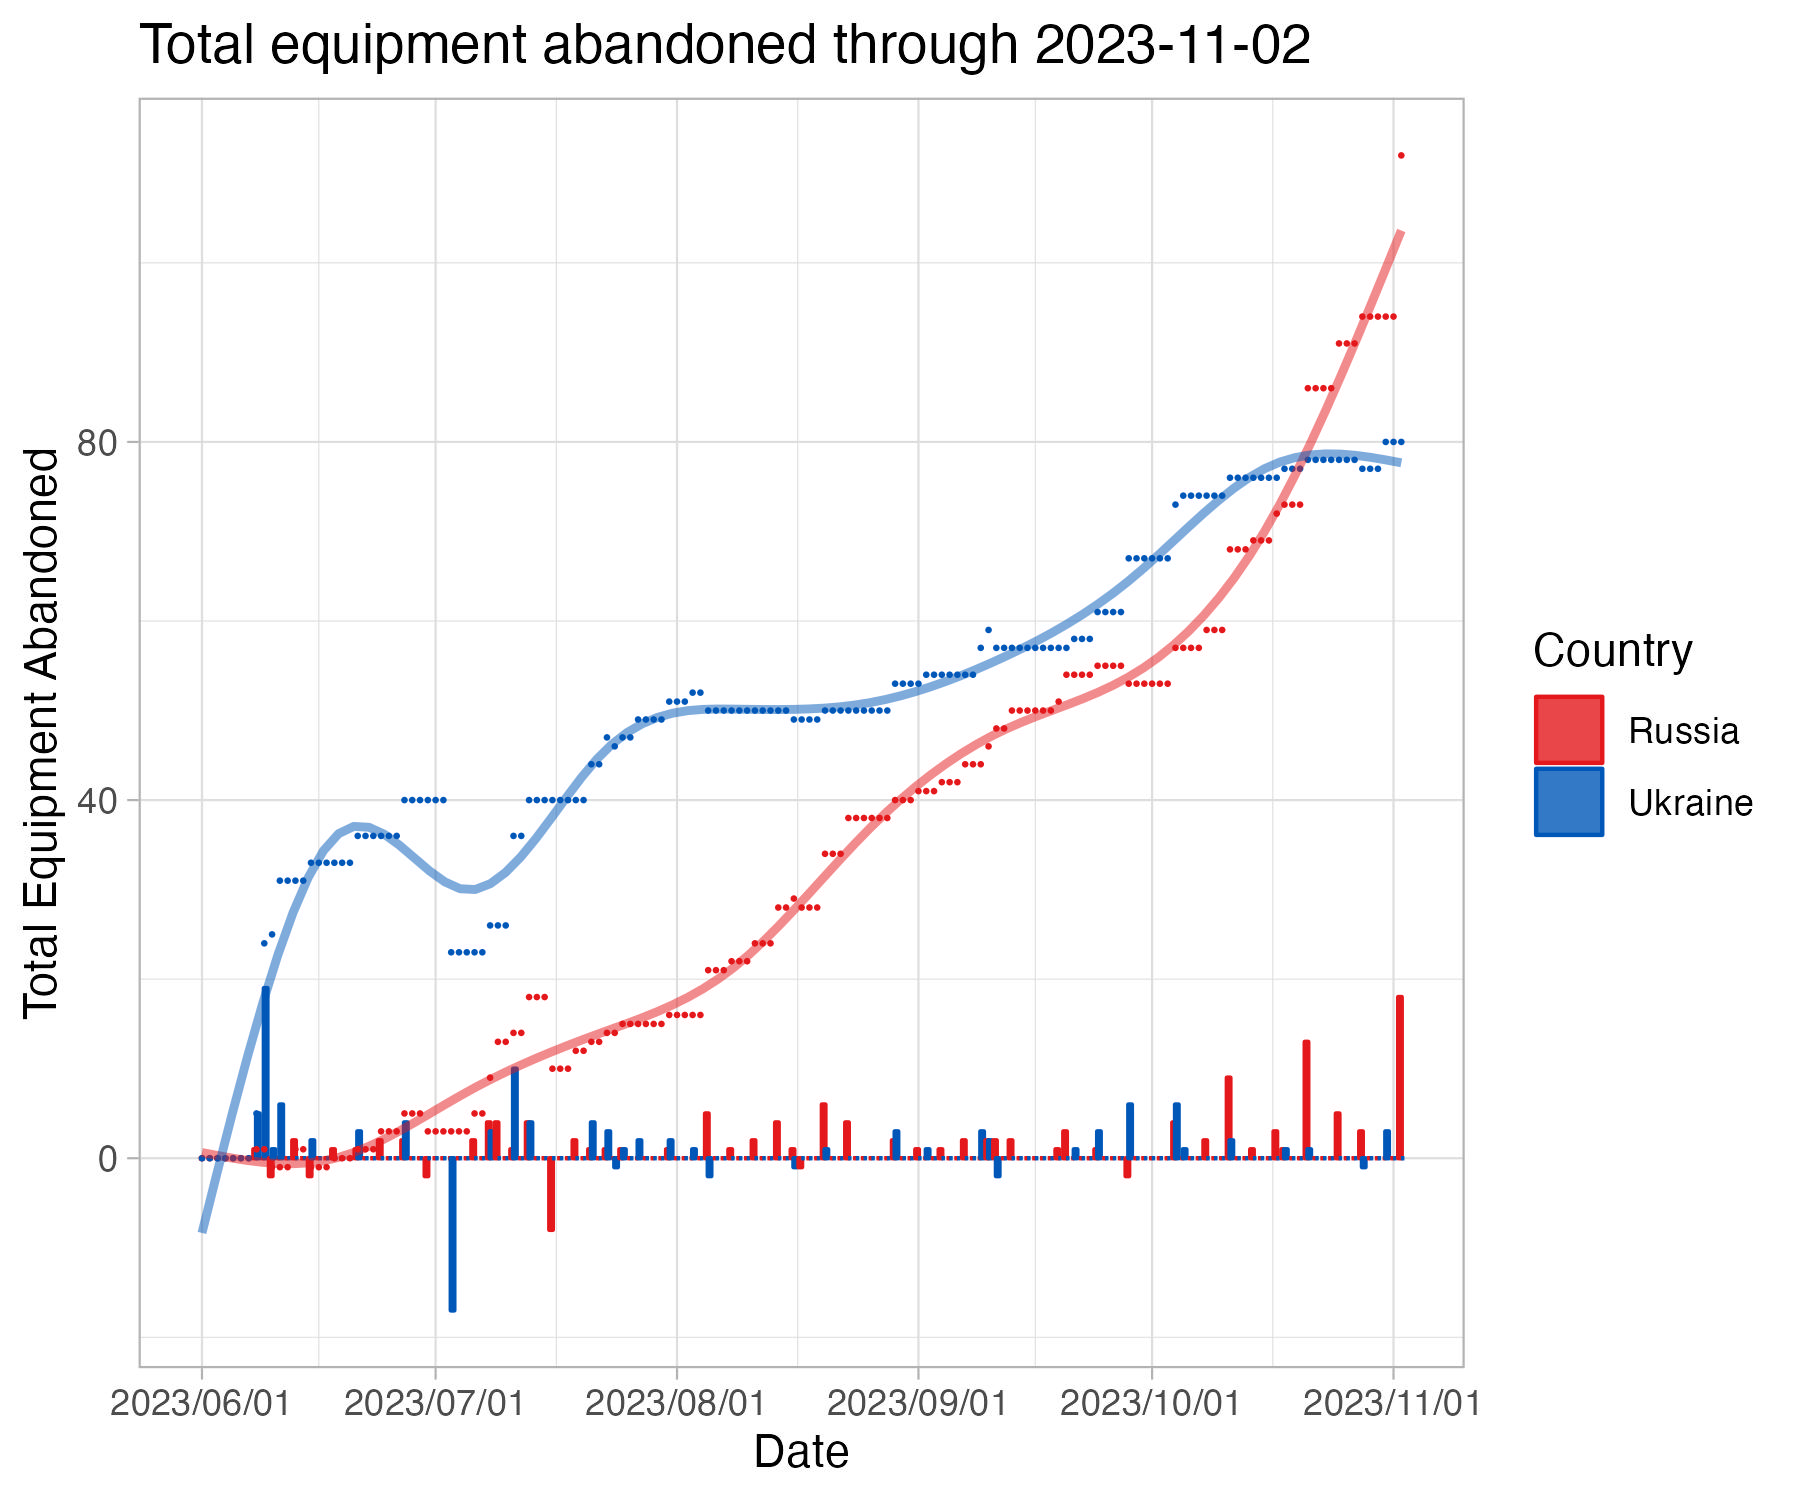 Total equipment abandoned through 2023-11-02
Total Equipment Abandoned
80
40
0
2023/06/01
2023/07/01
2023/08/01
2023/09/01
2023/10/01
2023/11/01
Date
Country
Russia
Ukraine